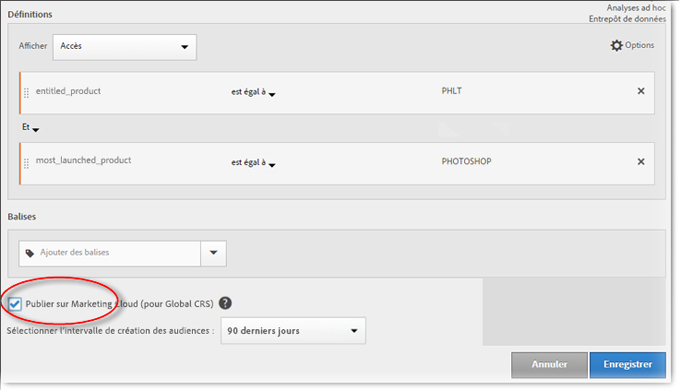 Analyses ad hoc
Définitions
Entrepôt de données
Afficher Accès Options
entitled_product est égal à PHLT
Et
most_launched_product est égal à PHOTOSHOP
Balises
Ajouter des balises
Publier sur Marketing Cloud (pour Global CRS) ?
Sélectionner l'intervalle de création des audiences : 90 derniers jours
Annuler Enregistrer